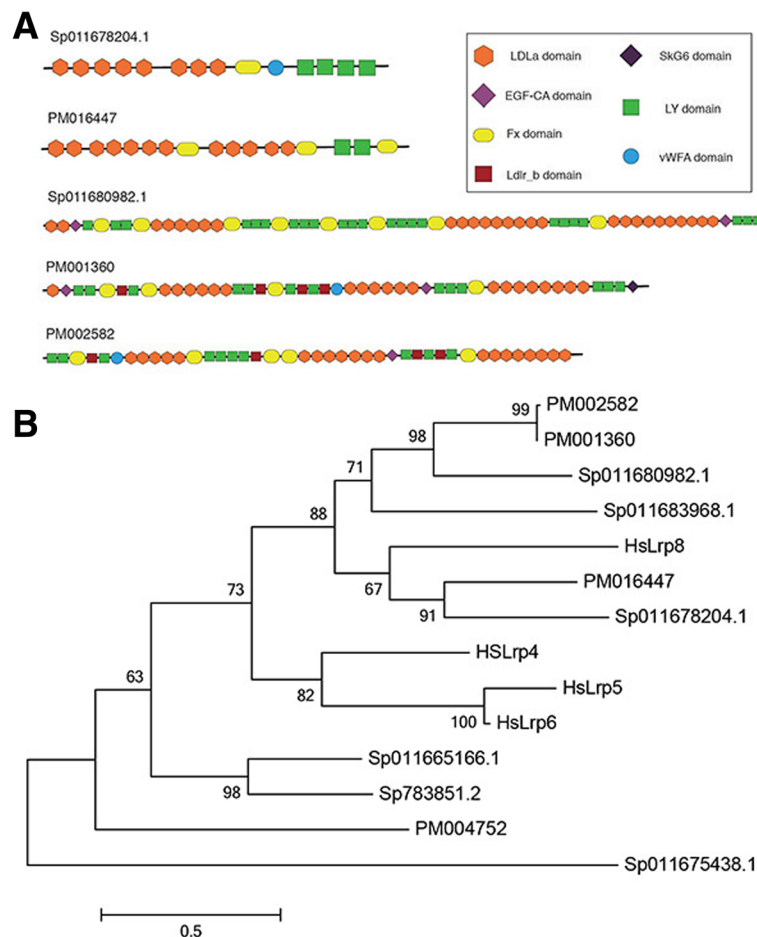 A
Sp011678204.1
PM016447
Sp011680982.1
PM001360
PM002582
LDLa domain
EGF-CA domain
Fx domain
Ldlr_b domain
SkG6 domain
LY domain
vWFA domain
B
99
PM002582
PM001360
98
Sp011680982.1
71
Sp011683968.1
88
HsLrp8
67
PM016447
91
Sp011678204.1
73
HSLrp4
82
HsLrp5
100
HsLrp6
63
Sp011665166.1
98
Sp783851.2
PM004752
Sp011675438.1
0.5